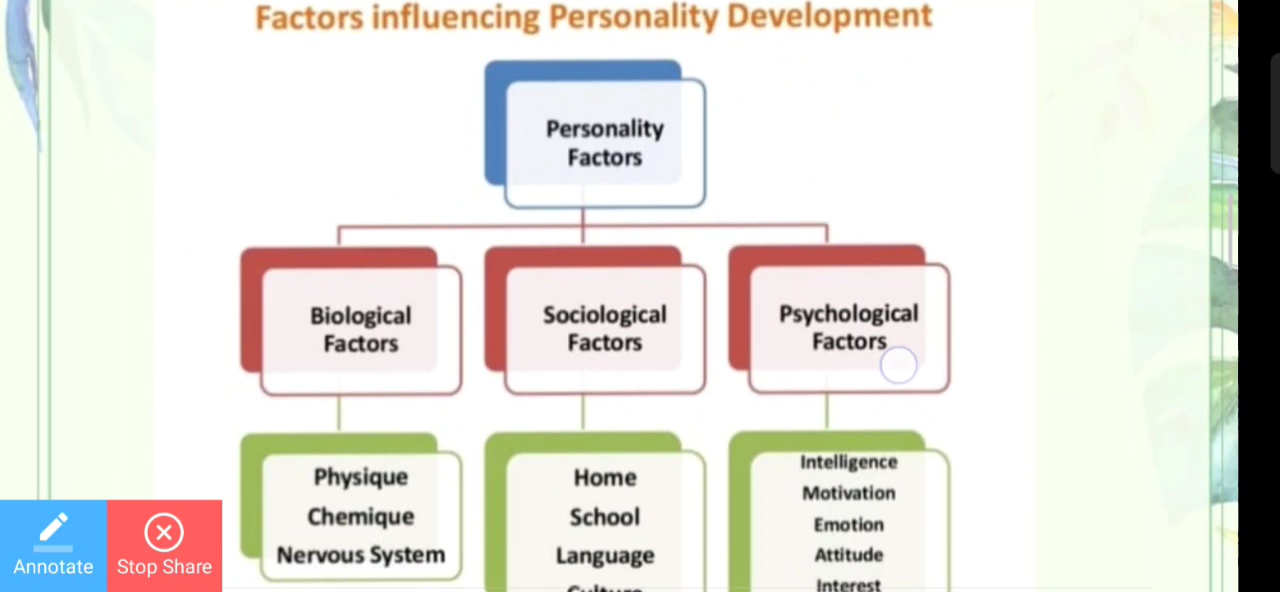 Factors influencing Personality Development
Personality
Factors
Biological
Factors
Sociological
Factors
Psychological
Factors
Physique
Chemique
Nervous System
Home
School
Language
Culture
Intelligence
Motivation
Emotion
Attitude
Interest
Annotate
Stop Share